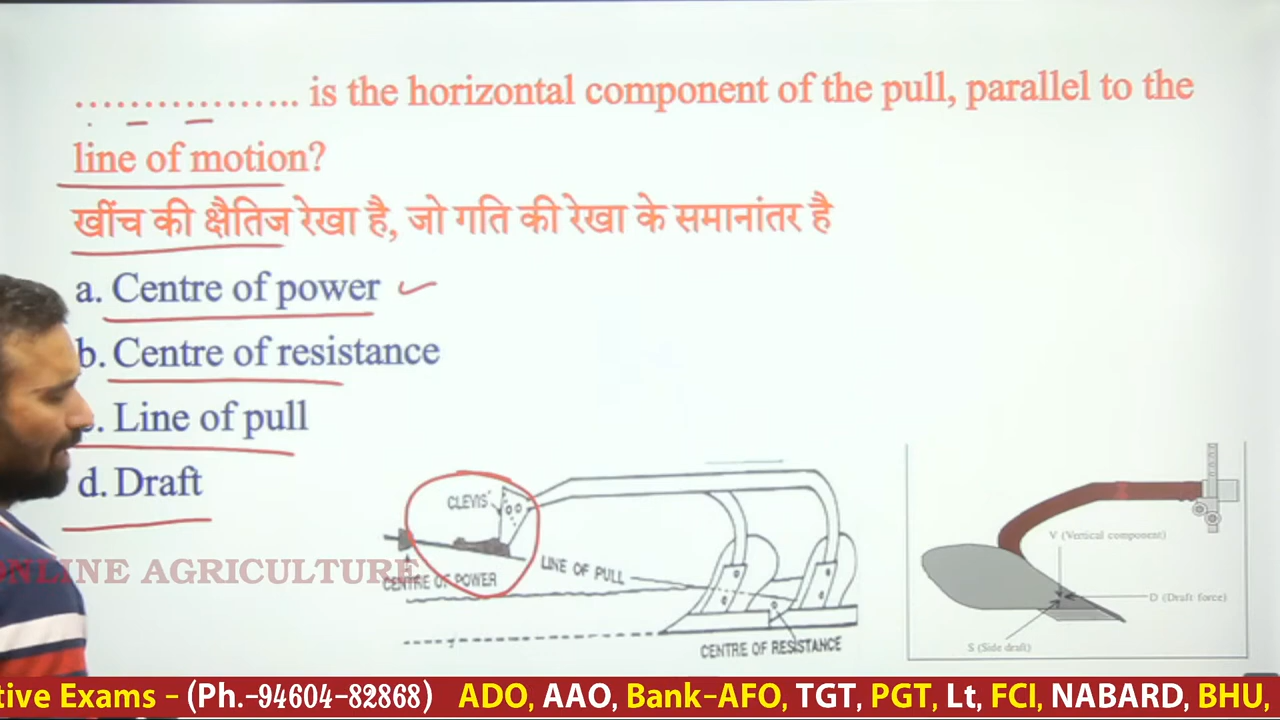 ……………….. is the horizontal component of the pull, parallel to the
line of motion?
खींच की क्षैतिज रेखा है, जो गति की रेखा के समानांतर है
a. Centre of power
b. Centre of resistance
. Line of pull
d. Draft
CLEVIS
CENTRE OF POWER
LINE OF PULL
CENTRE OF RESISTANCE
V (Vertical component)
D (Draft force)
S (Side draft)
ONLINE AGRICULTURE
tive Exams – (Ph.-94604-82868) ADO, AAO, Bank-AFO, TGT, PGT, Lt, FCI, NABARD, BHU,